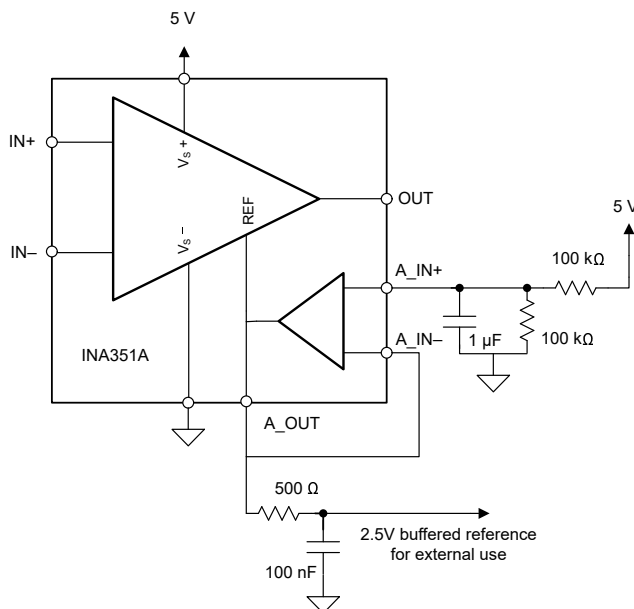 5 V
IN+
V_S+
REF
OUT
5 V
IN–
V_S–
A_IN+
100 kΩ
INA351A
A_IN–
1 µF
100 kΩ
A_OUT
500 Ω
2.5V buffered reference
for external use
100 nF